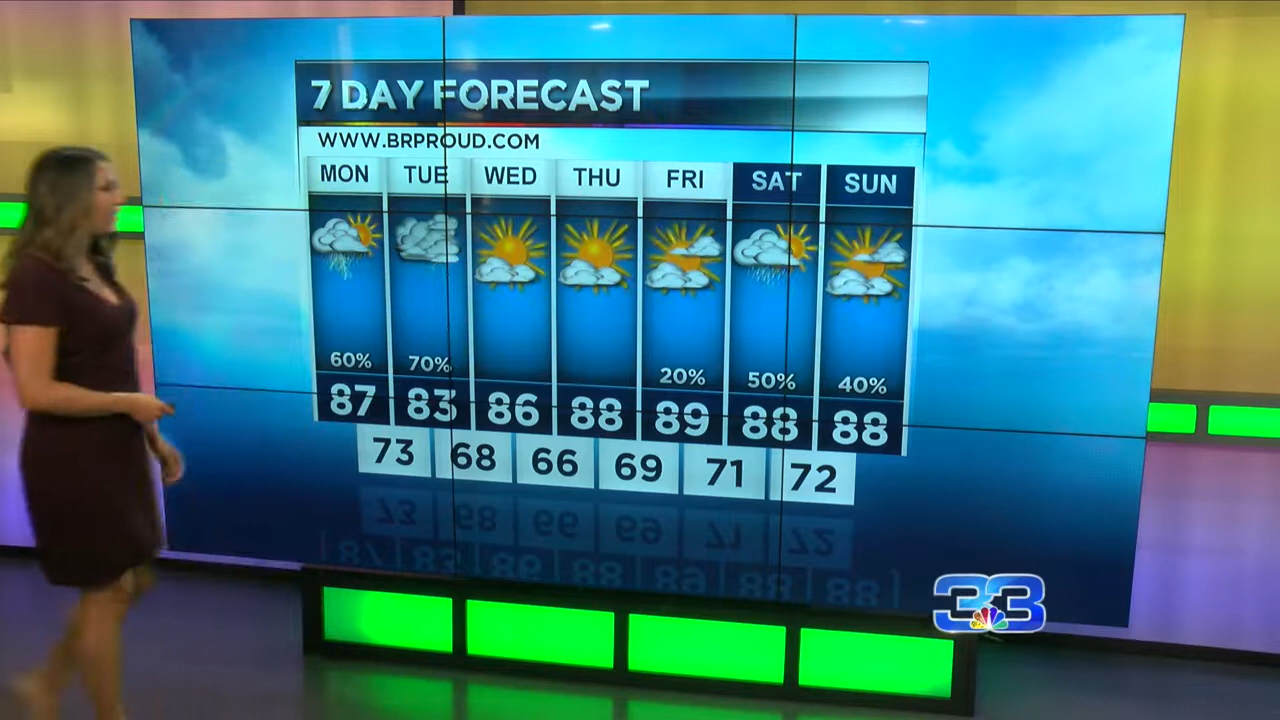 7 DAY FORECAST
WWW.BRPROUD.COM
MON TUE WED THU FRI SAT SUN
60% 70% 20% 50% 40%
87 83 86 88 89 88 88
73 68 66 69 71 72
33